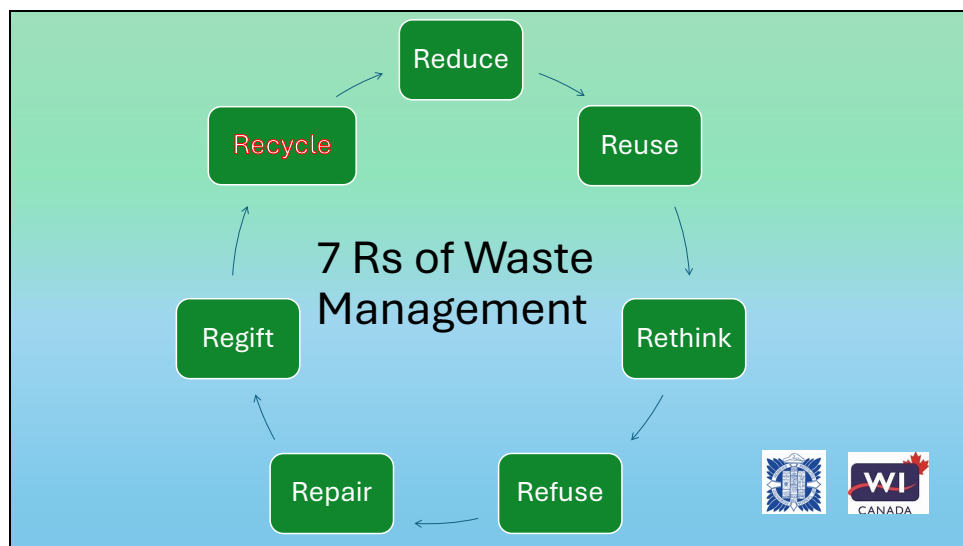 Reduce
Reuse
Rethink
Refuse
Repair
Regift
Recycle
7 Rs of Waste
Management
WI
CANADA